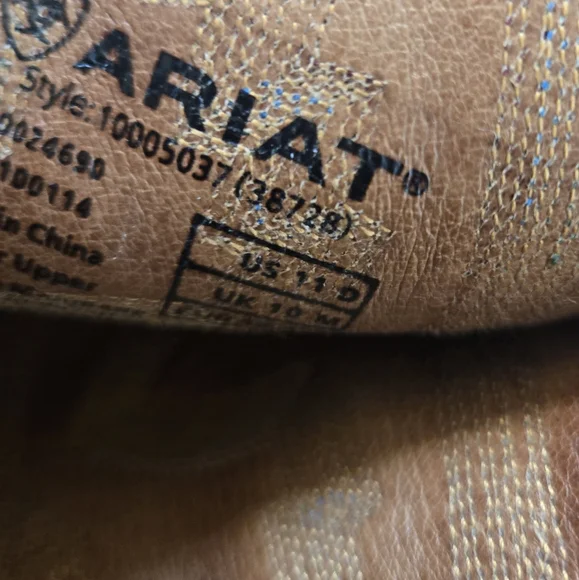 ARIAT®
Style: 10005037 (38728)
0024690
100114
in China
Upper
US 11 D
UK 10 M